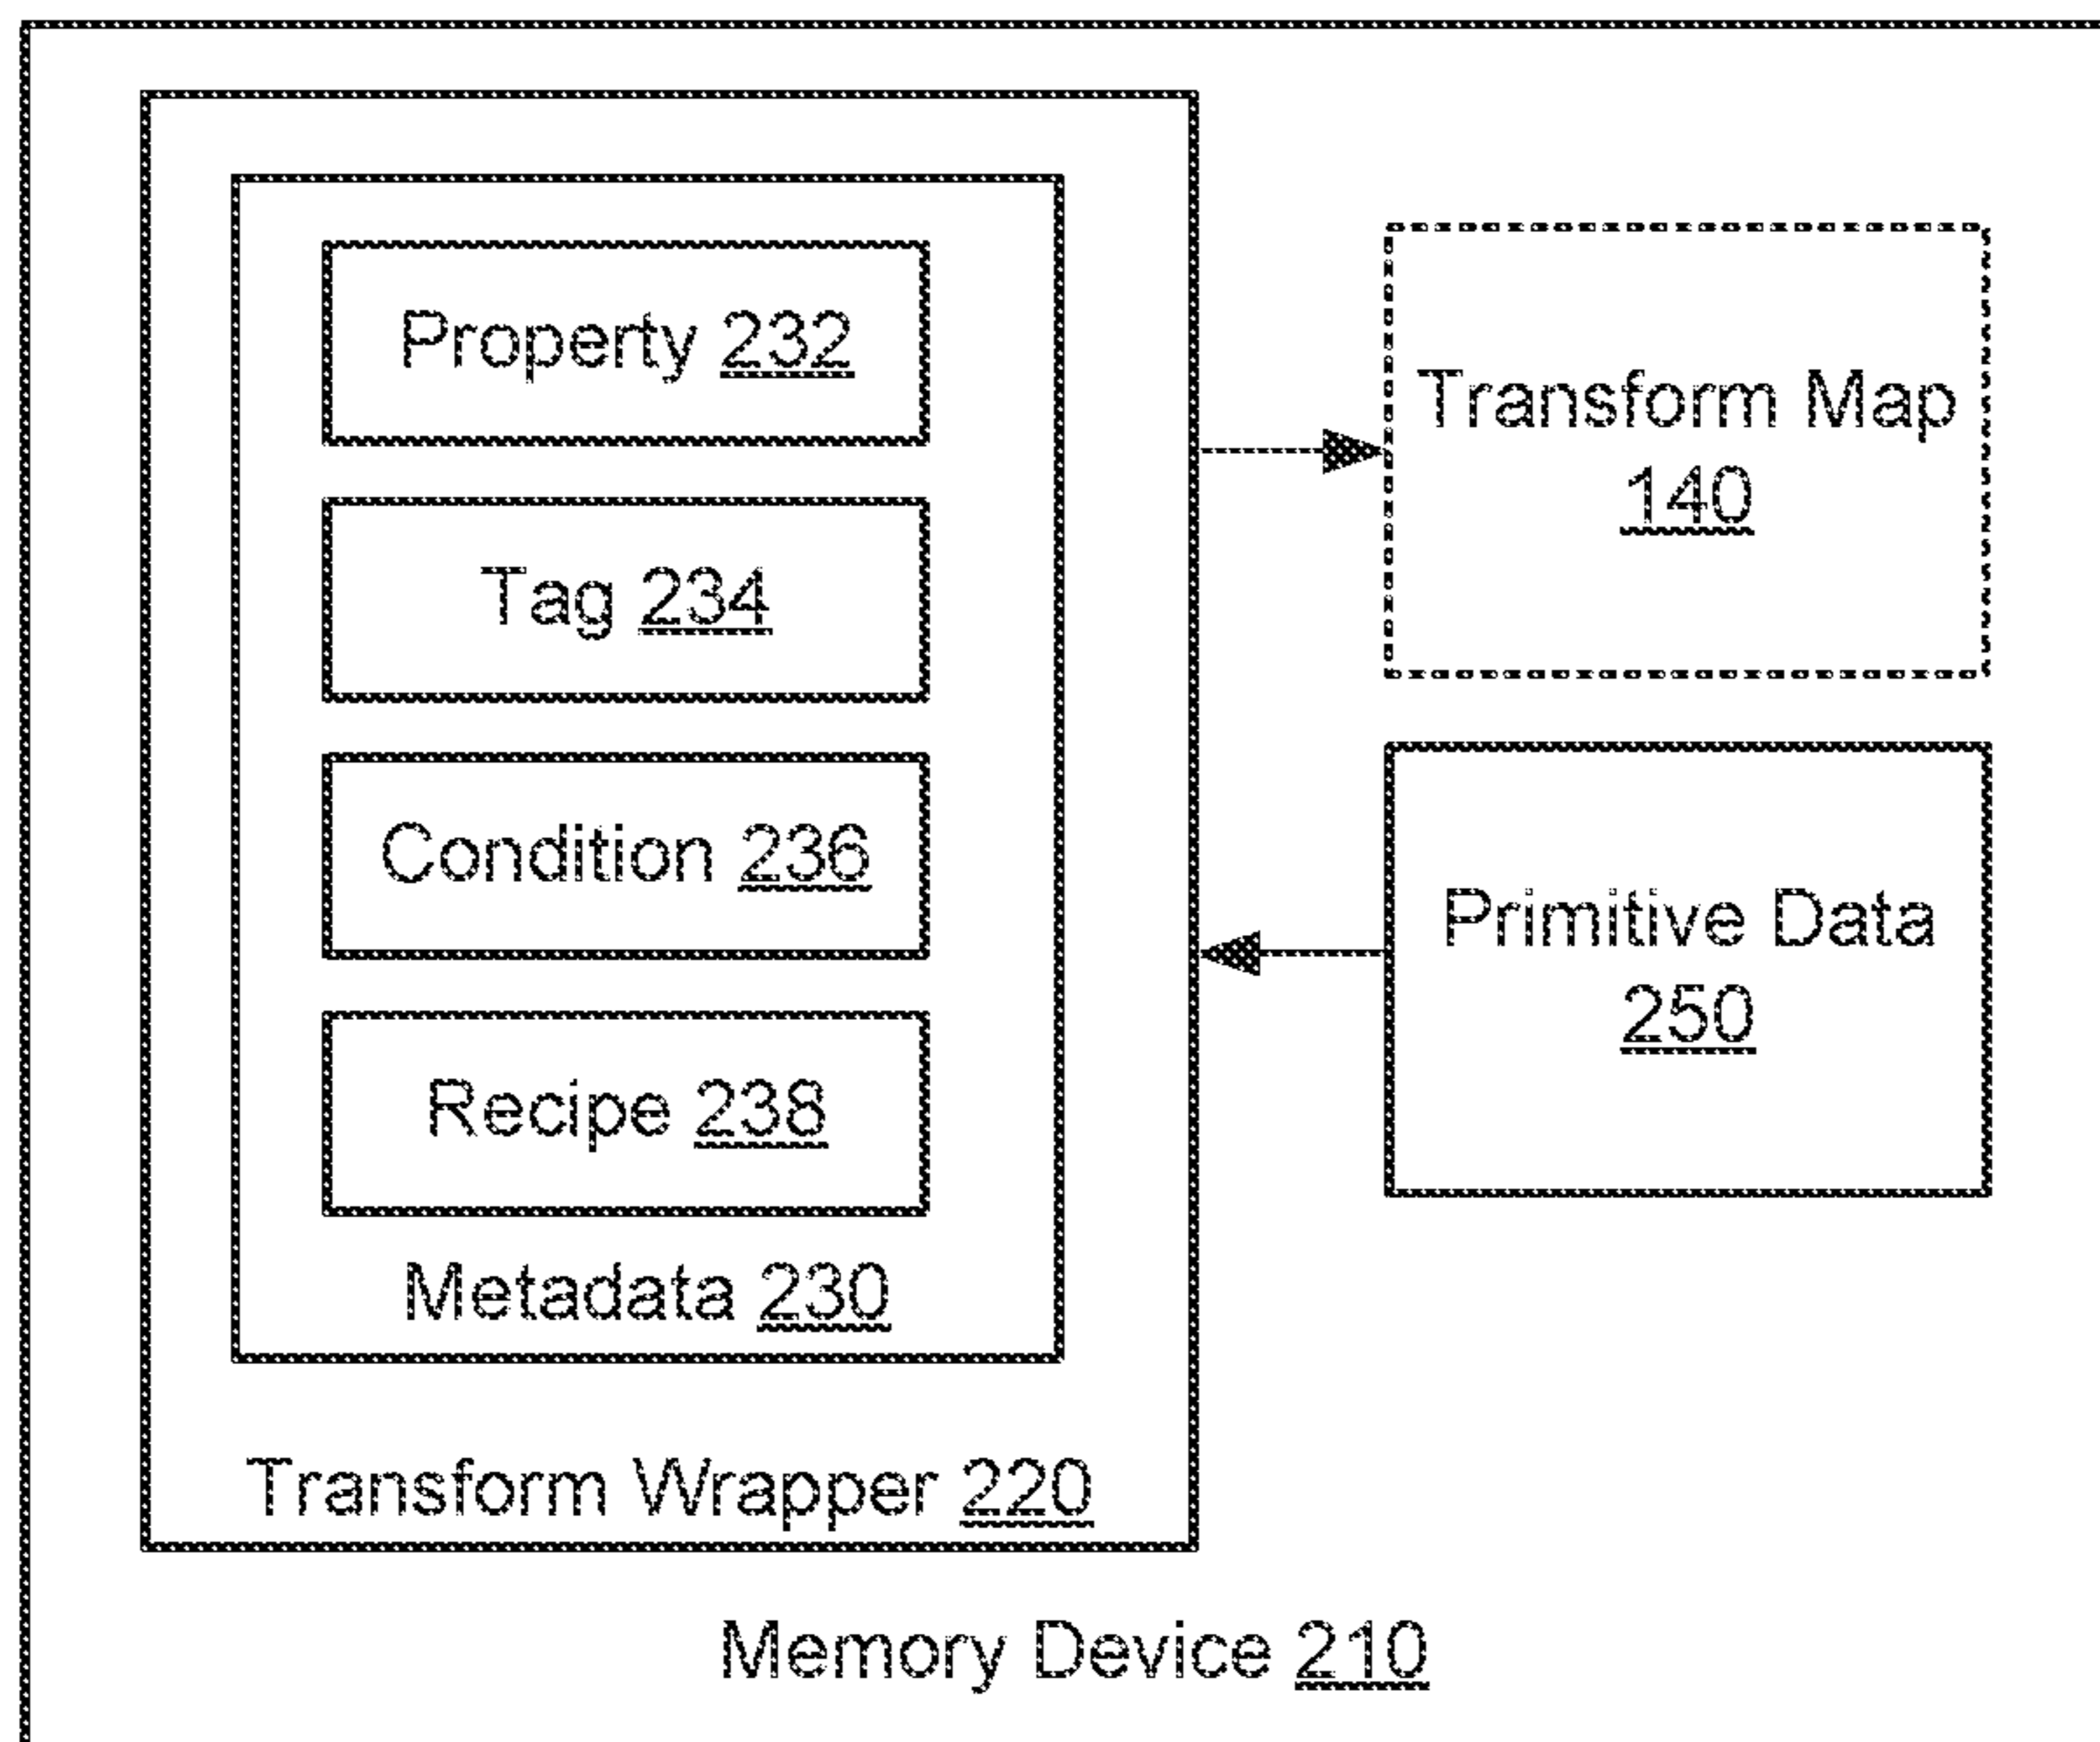 Property 232
Tag 234
Condition 236
Recipe 238
Metadata 230
Transform Wrapper 220
Transform Map
140
Primitive Data
250
Memory Device 210